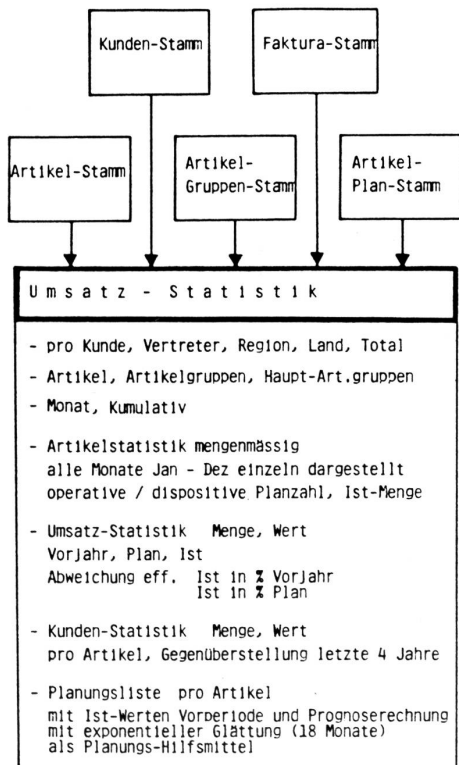 Kunden-Stamm
Faktura-Stamm
Artikel-Stamm
Artikel-
Gruppen-Stamm
Artikel-
Plan-Stamm
Umsatz - Statistik
- pro Kunde, Vertreter, Region, Land, Total
- Artikel, Artikelgruppen, Haupt-Art.gruppen
- Monat, Kumulativ
- Artikelstatistik mengenmässig
alle Monate Jan - Dez einzeln dargestellt
operative / dispositive Planzahl, Ist-Menge
- Umsatz-Statistik Menge, Wert
Vorjahr, Plan, Ist
Abweichung eff. Ist in % Vorjahr
Ist in % Plan
- Kunden-Statistik Menge, Wert
pro Artikel, Gegenüberstellung letzte 4 Jahre
- Planungsliste pro Artikel
mit Ist-Werten Vorperiode und Prognoserechnung
mit exponentieller Glättung (18 Monate)
als Planungs-Hilfsmittel